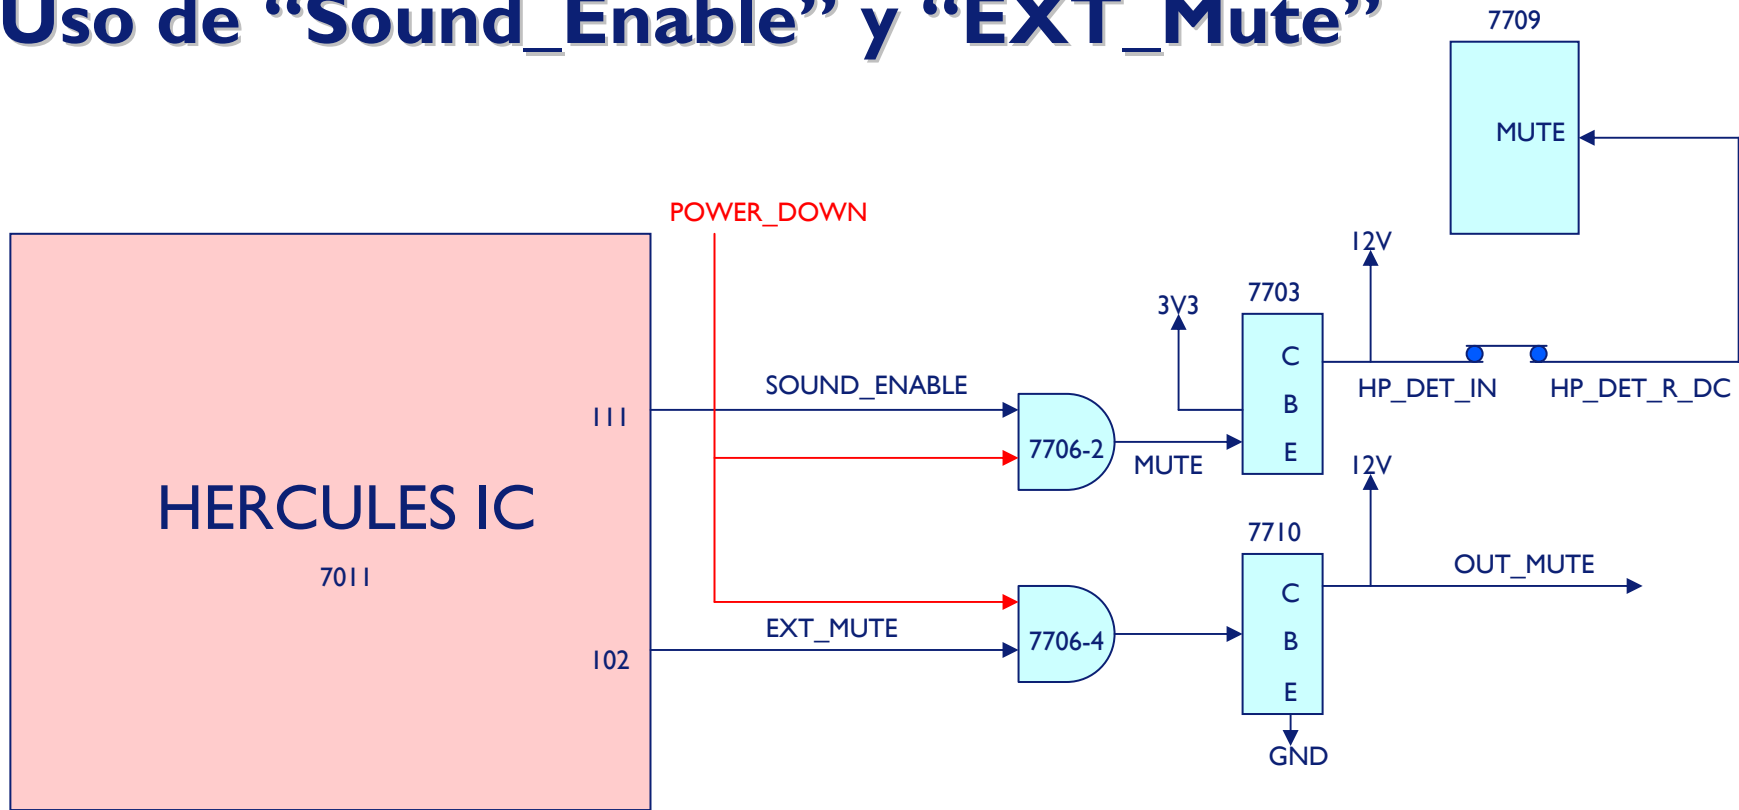 Uso de “Sound_Enable” y “EXT_Mute”
7709
MUTE
POWER_DOWN
12V
7703
3V3
C
SOUND_ENABLE
HP_DET_IN
HP_DET_R_DC
111
B
7706-2
E
MUTE
12V
HERCULES IC
7710
OUT_MUTE
7011
C
EXT_MUTE
7706-4
B
102
E
GND